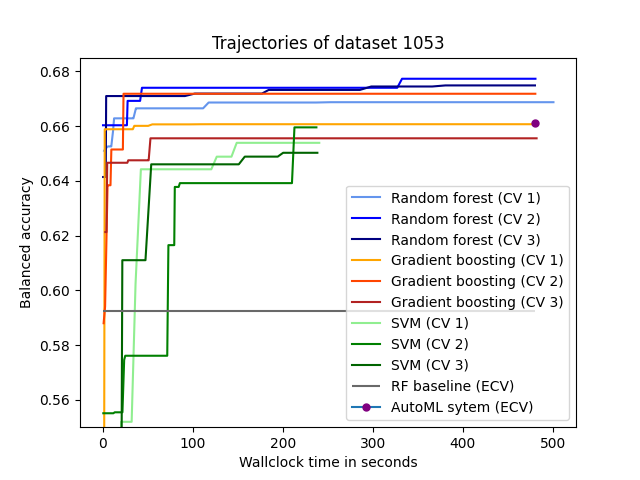 Trajectories of dataset 1053
Balanced accuracy
0.68
0.66
0.64
0.62
0.60
0.58
0.56
Random forest (CV 1)
Random forest (CV 2)
Random forest (CV 3)
Gradient boosting (CV 1)
Gradient boosting (CV 2)
Gradient boosting (CV 3)
SVM (CV 1)
SVM (CV 2)
SVM (CV 3)
RF baseline (ECV)
AutoML sytem (ECV)
0 100 200 300 400 500
Wallclock time in seconds